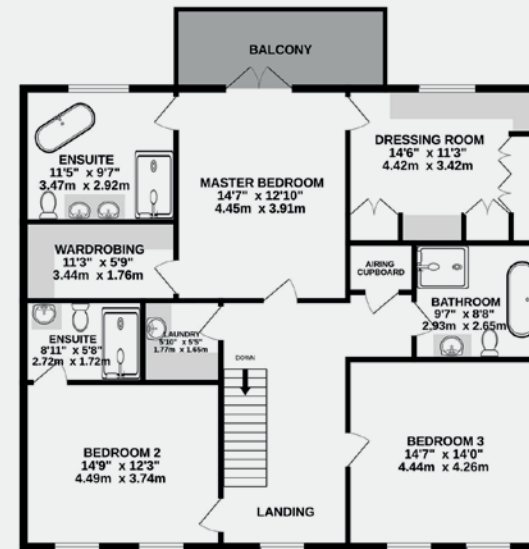 BALCONY
ENSUITE
11'5" x 9'7"
3.47m x 2.92m
MASTER BEDROOM
14'7" x 12'10"
4.45m x 3.91m
DRESSING ROOM
14'6" x 11'3"
4.42m x 3.42m
WARDROBING
11'3" x 5'9"
3.44m x 1.76m
AIRING
CUPBOARD
BATHROOM
9'7" x 8'8"
2.93m x 2.65m
ENSUITE
8'11" x 5'8"
2.72m x 1.72m
LAUNDRY
5'10" x 5'5"
1.77m x 1.65m
DOWN
BEDROOM 2
14'9" x 12'3"
4.49m x 3.74m
BEDROOM 3
14'7" x 14'0"
4.44m x 4.26m
LANDING